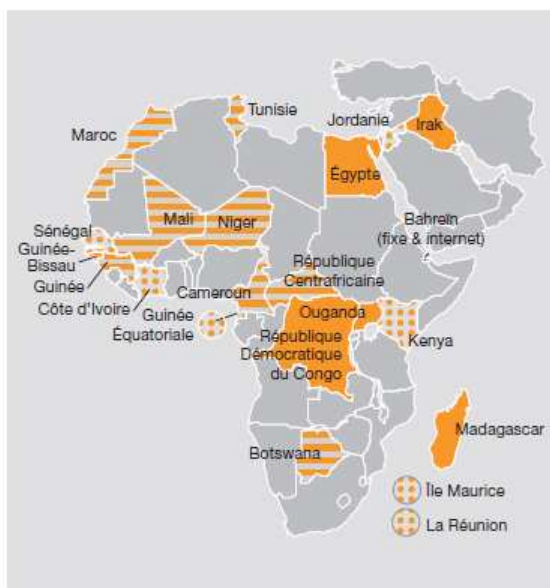 Tunisie
Jordanie
Irak
Maroc
Égypte
Mali
Niger
Bahreïn
(fixe & internet)
Sénégal
Guinée-
Bissau
Guinée
Côte d'Ivoire
Cameroun
République
Centrafricaine
Guinée
Équatoriale
Ouganda
République
Démocratique
du Congo
Kenya
Madagascar
Botswana
Île Maurice
La Réunion